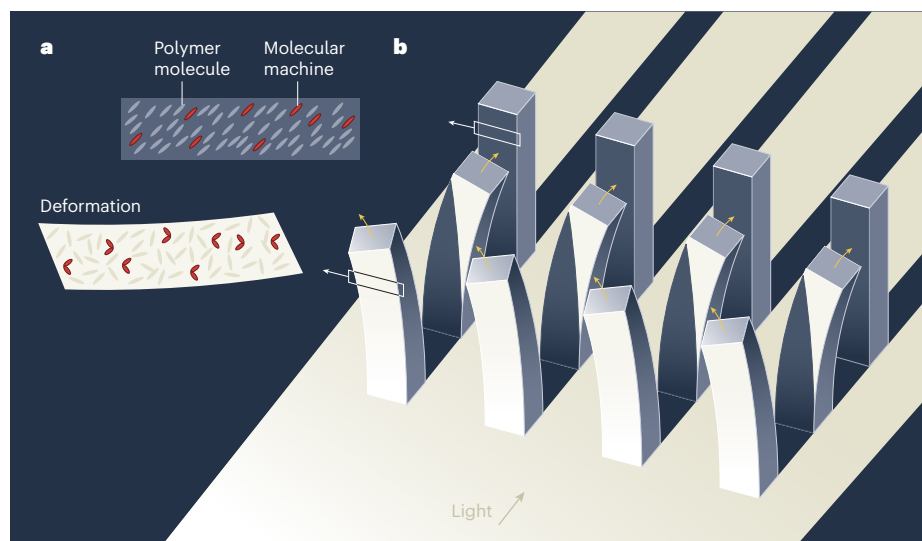 a
Polymer
molecule
Molecular
machine
b
Deformation
Light